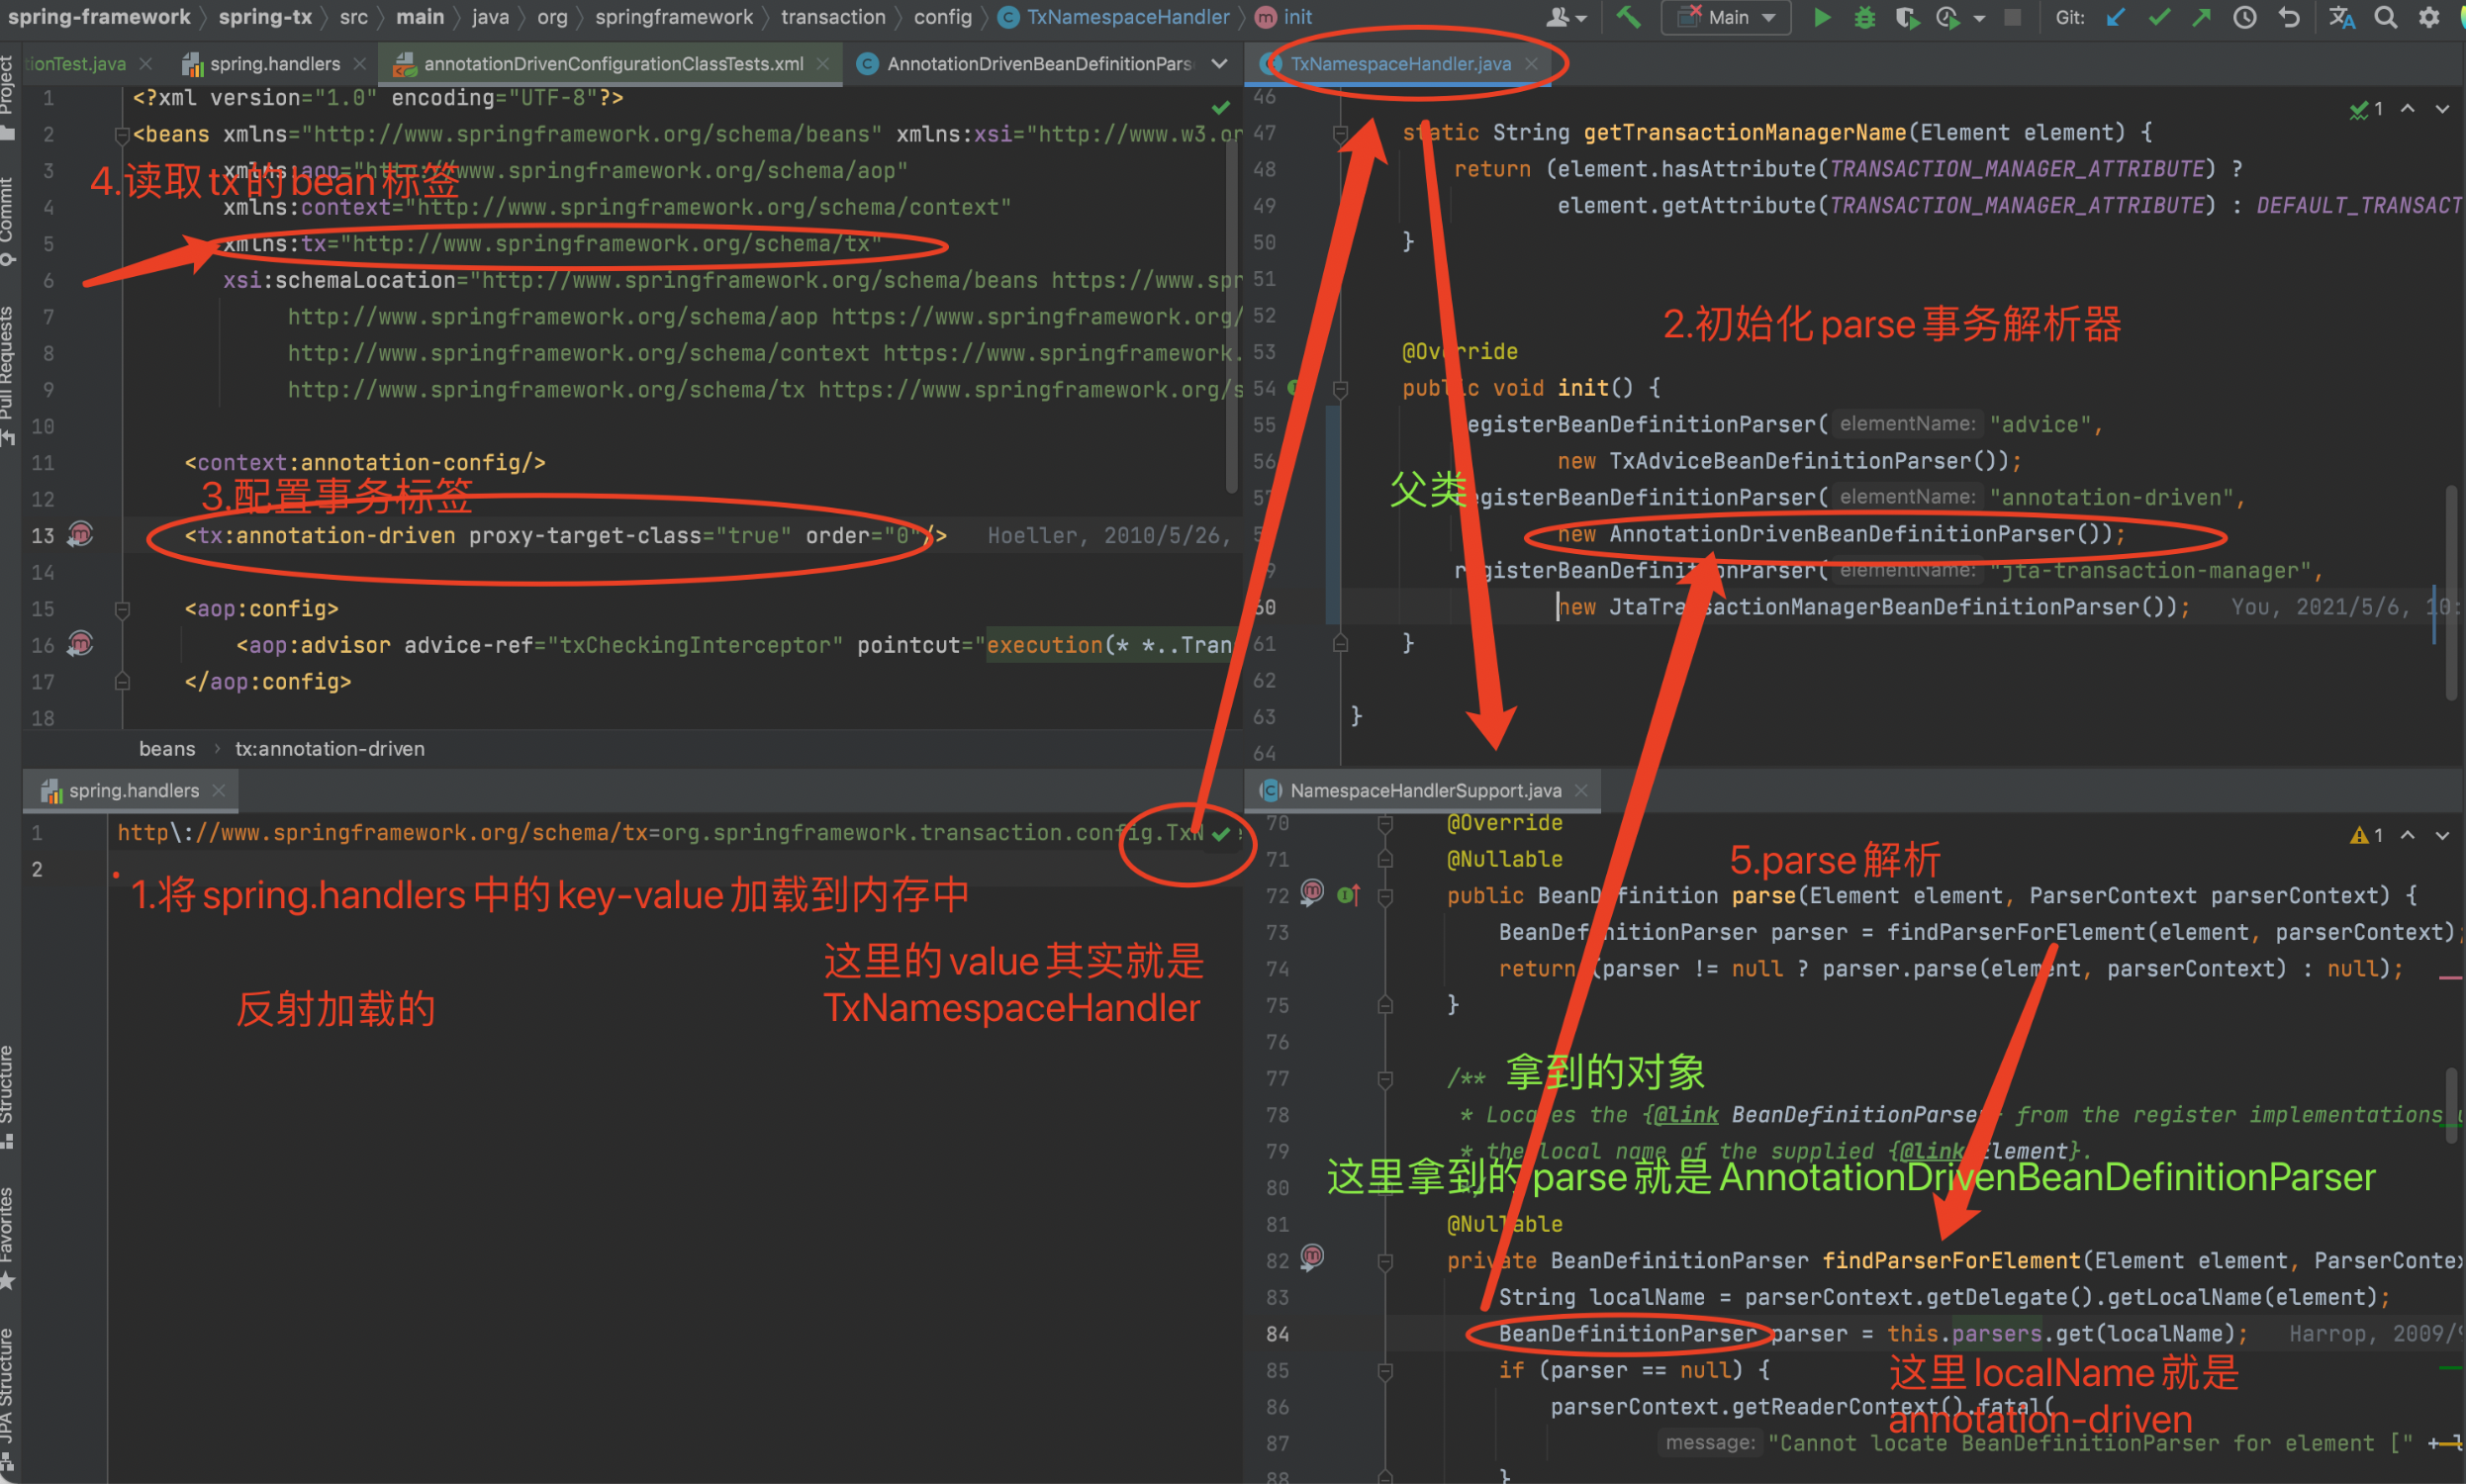 spring-framework 〉 spring-tx 〉 src 〉 main 〉 java 〉 org 〉 springframework 〉 transaction 〉 config 〉 TxNamespaceHandler 〉 init
Main
Git:
Project
Commit
Pull Requests
Structure
Favorites
JPA Structure
tionTest.java
spring.handlers
annotationDrivenConfigurationClassTests.xml
AnnotationDrivenBeanDefinitionPars
1 <?xml version="1.0" encoding="UTF-8"?>
2 <beans xmlns="http://www.springframework.org/schema/beans" xmlns:xsi="http://www.w3.or
3 xmlns:aop="http://www.springframework.org/schema/aop"
4.读取tx的bean标签
4 xmlns:context="http://www.springframework.org/schema/context"
5 xmlns:tx="http://www.springframework.org/schema/tx"
6 xsi:schemaLocation="http://www.springframework.org/schema/beans https://www.spr
7 http://www.springframework.org/schema/aop https://www.springframework.org/
8 http://www.springframework.org/schema/context https://www.springframework.
9 http://www.springframework.org/schema/tx https://www.springframework.org/s
10
11 <context:annotation-config/>
12
3.配置事务标签
13 <tx:annotation-driven proxy-target-class="true" order="0"/> Hoeller, 2010/5/26,
14
15 <aop:config>
16 <aop:advisor advice-ref="txCheckingInterceptor" pointcut="execution(* *..Tran
17 </aop:config>
18
beans › tx:annotation-driven
TxNamespaceHandler.java
1
46
47 static String getTransactionManagerName(Element element) {
48 return (element.hasAttribute(TRANSACTION_MANAGER_ATTRIBUTE) ?
49 element.getAttribute(TRANSACTION_MANAGER_ATTRIBUTE) : DEFAULT_TRANSACT
50 }
51
52
2.初始化parse事务解析器
53 @Override
54 public void init() {
55 registerBeanDefinitionParser( elementName: "advice",
56 new TxAdviceBeanDefinitionParser());
父类
57 registerBeanDefinitionParser( elementName: "annotation-driven",
new AnnotationDrivenBeanDefinitionParser());
registerBeanDefinitionParser( elementName: "jta-transaction-manager",
60 new JtaTransactionManagerBeanDefinitionParser()); You, 2021/5/6, 10:
61 }
62
63 }
64
spring.handlers
1 http\://www.springframework.org/schema/tx=org.springframework.transaction.config.TxN
2
1.将spring.handlers中的key-value加载到内存中
这里的value其实就是
TxNamespaceHandler
反射加载的
NamespaceHandlerSupport.java
1
70 @Override
71 @Nullable
5.parse解析
72 public BeanDefinition parse(Element element, ParserContext parserContext) {
73 BeanDefinitionParser parser = findParserForElement(element, parserContext);
74 return (parser != null ? parser.parse(element, parserContext) : null);
75 }
76
77 /**
拿到的对象
78 * Locates the {@link BeanDefinitionParser} from the register implementations u
79 * the local name of the supplied {@link Element}.
80 */
这里拿到的parse就是AnnotationDrivenBeanDefinitionParser
81 @Nullable
82 private BeanDefinitionParser findParserForElement(Element element, ParserContex
83 String localName = parserContext.getDelegate().getLocalName(element);
84 BeanDefinitionParser parser = this.parsers.get(localName); Harrop, 2009/
85 if (parser == null) {
这里localName就是
annotation-driven
86 parserContext.getReaderContext().fatal(
87 message: "Cannot locate BeanDefinitionParser for element [" + l
88 }